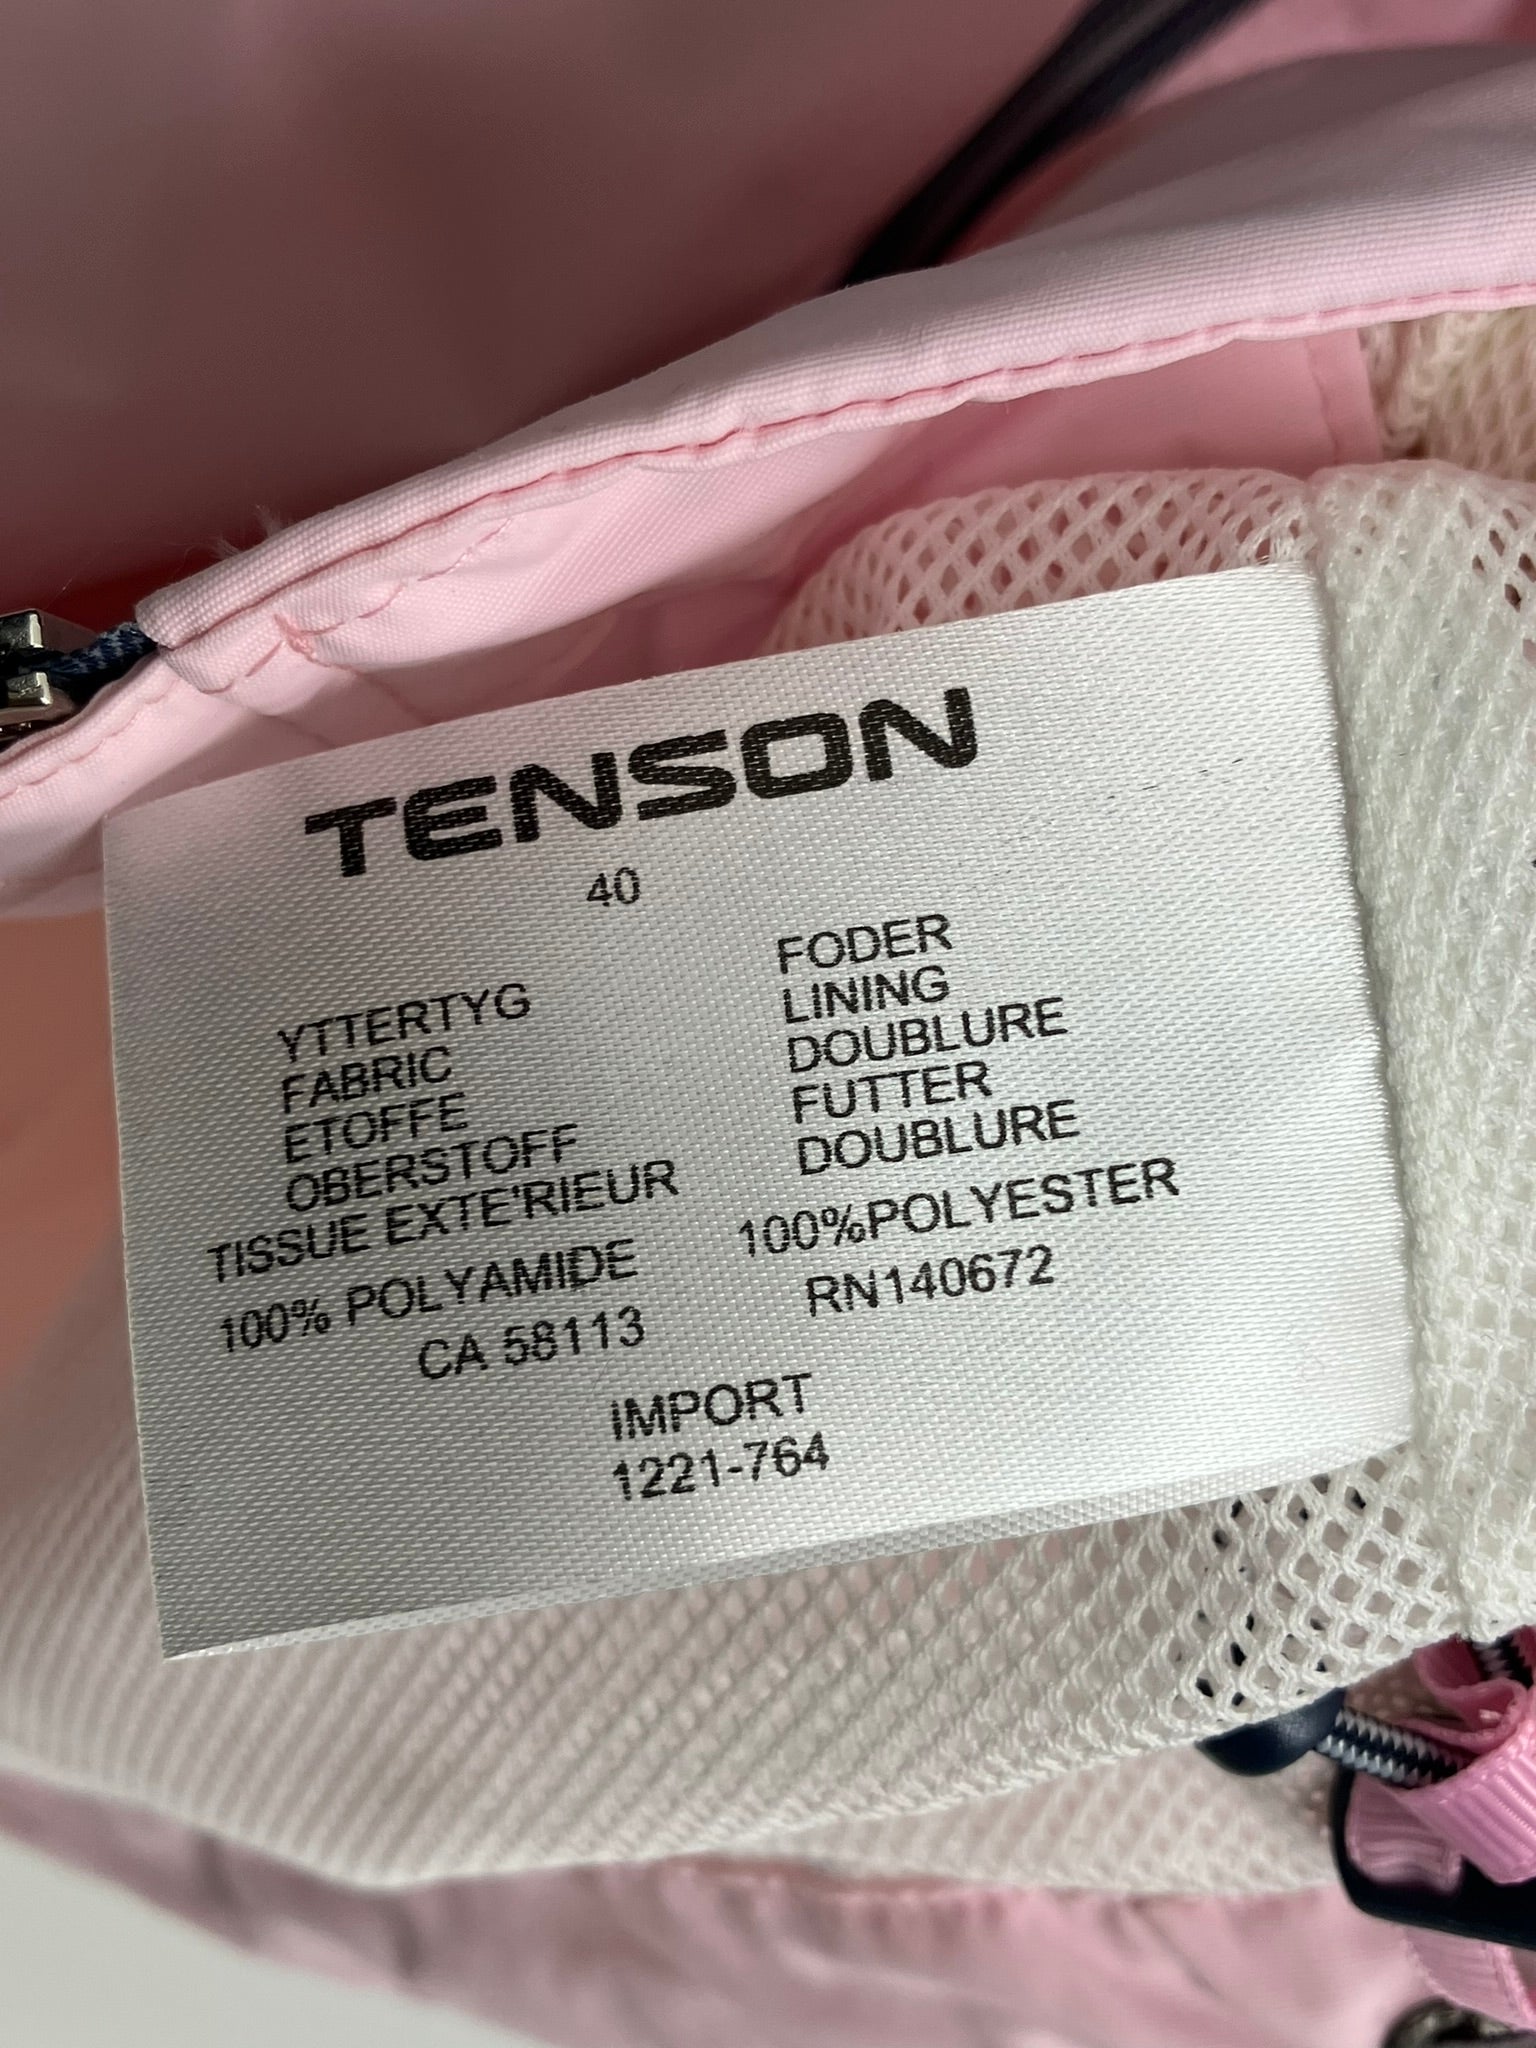 TENSON
40
YTTERTYG
FABRIC
ETOFFE
OBERSTOFF
TISSUE EXTE'RIEUR
100% POLYAMIDE
CA 58113
FODER
LINING
DOUBLURE
FUTTER
DOUBLURE
100%POLYESTER
RN140672
IMPORT
1221-764